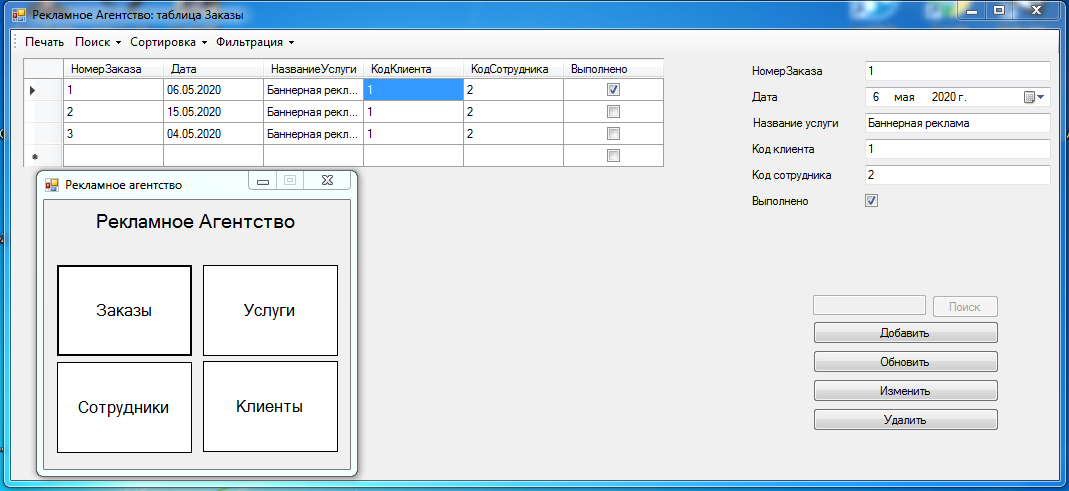 Рекламное Агентство: таблица Заказы
Печать Поиск Сортировка Фильтрация
НомерЗаказа Дата НазваниеУслуги КодКлиента КодСотрудника Выполнено
1 06.05.2020 Баннерная рекл... 1 2
2 15.05.2020 Баннерная рекл... 1 2
3 04.05.2020 Баннерная рекл... 1 2
НомерЗаказа 1
Дата 6 мая 2020 г.
Название услуги Баннерная реклама
Код клиента 1
Код сотрудника 2
Выполнено
Поиск
Добавить
Обновить
Изменить
Удалить
Рекламное агентство
Рекламное Агентство
Заказы Услуги
Сотрудники Клиенты